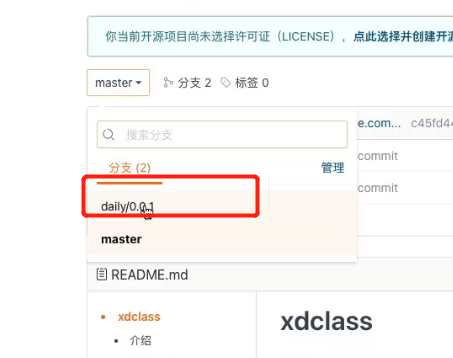 你当前开源项目尚未选择许可证（LICENSE），点此选择并创建开源
master 分支 2 标签 0
搜索分支
e.com... c45fd44
分支 (2) 管理
commit
commit
daily/0.0.1
master
README.md
xdclass
xdclass
介绍